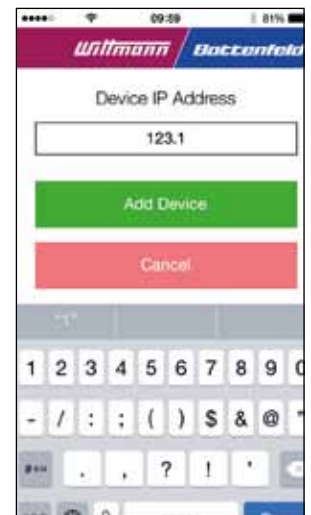 09:59 81%
Wittmann Battenfeld
Device IP Address
123.1
Add Device
Cancel
"1"
1 2 3 4 5 6 7 8 9 0
- / : ; ( ) $ & @ "
#+= . , ? ! '